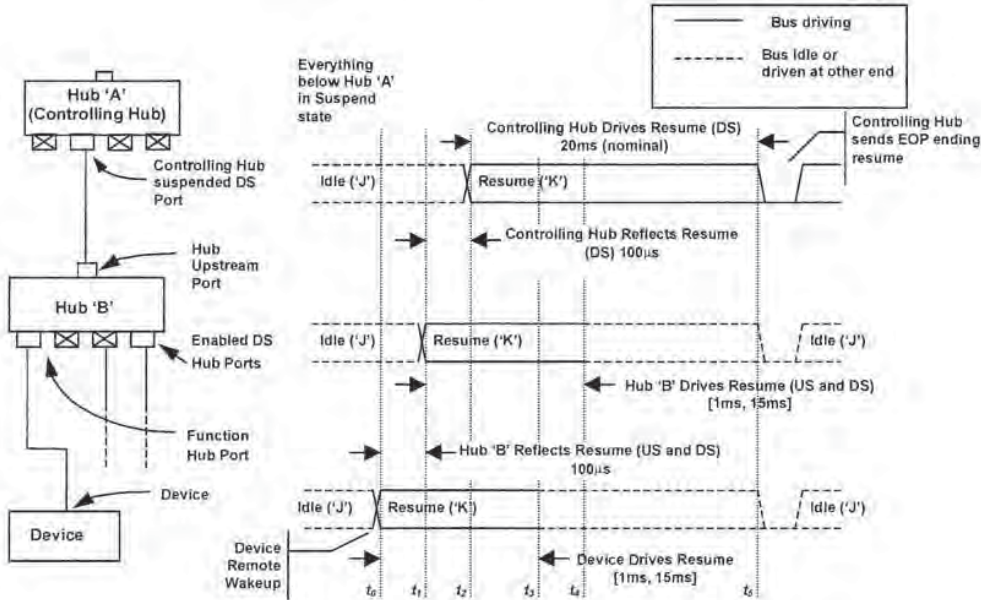 Bus driving
Bus Idle or
driven at other end
Everything
below Hub 'A'
in Suspend
state
Hub 'A'
(Controlling Hub)
Controlling Hub
suspended DS
Port
Hub
Upstream
Port
Hub 'B'
Enabled DS
Hub Ports
Function
Hub Port
Device
Device
Controlling Hub Drives Resume (DS)
20ms (nominal)
Controlling Hub
sends EOP ending
resume
Idle ('J')
Resume ('K')
Controlling Hub Reflects Resume
(DS) 100µs
Idle ('J')
Resume ('K')
Idle ('J')
Hub 'B' Drives Resume (US and DS)
[1ms, 15ms]
Hub 'B' Reflects Resume (US and DS)
100µs
Idle ('J')
Resume ('K')
Idle ('J')
Device
Remote
Wakeup
Device Drives Resume
[1ms, 15ms]
t0 t1 t2 t3 t4 t5